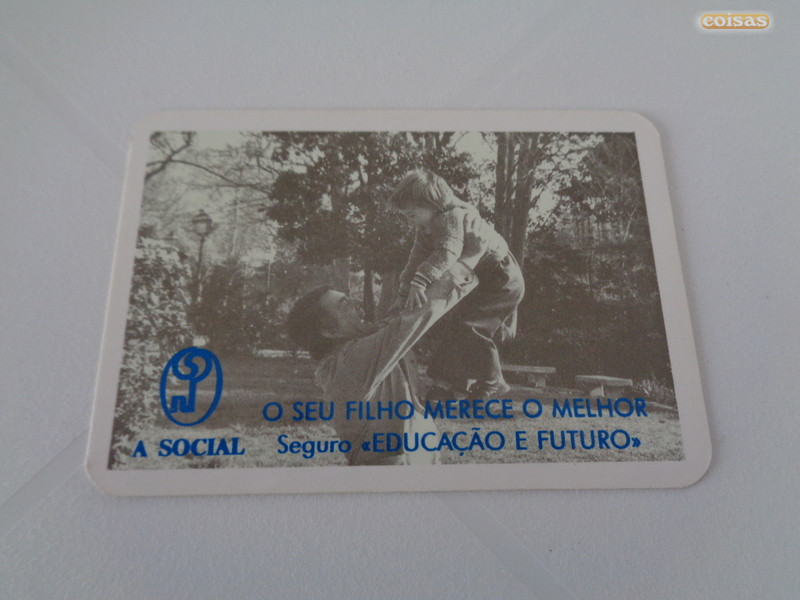 coisas
O SEU FILHO MERECE O MELHOR
A SOCIAL
Seguro «EDUCAÇÃO E FUTURO»